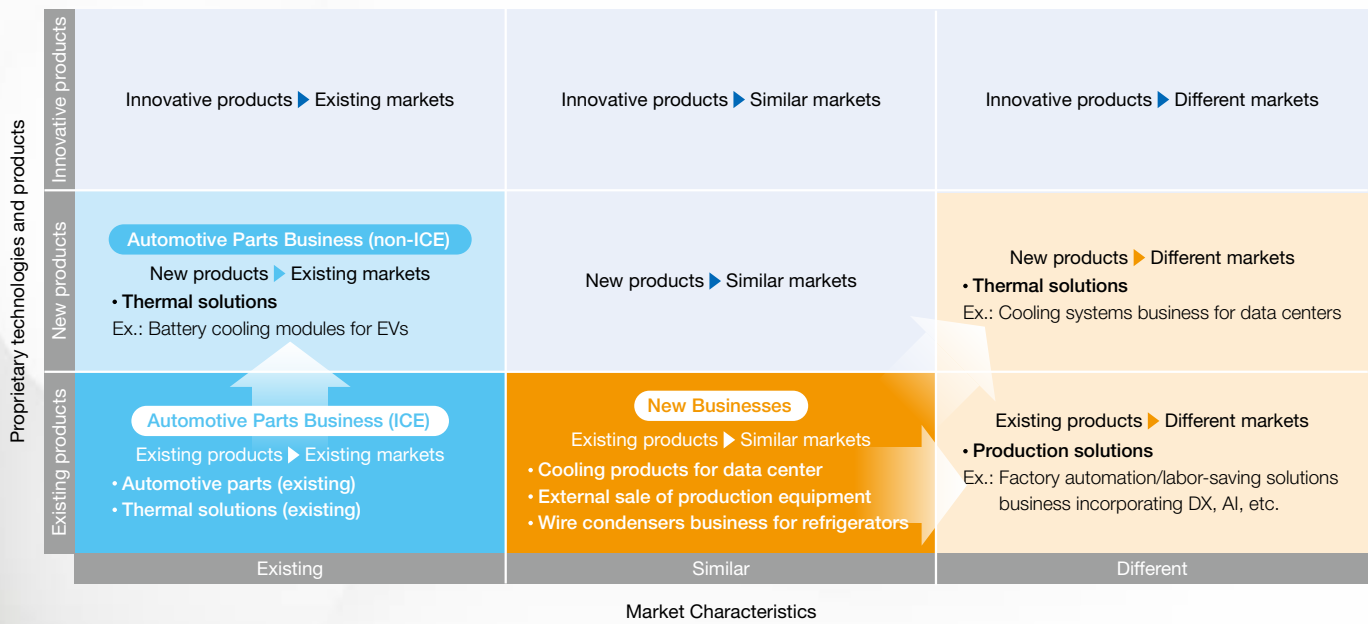 Proprietary technologies and products
Innovative products
Innovative products ▶ Existing markets
Innovative products ▶ Similar markets
Innovative products ▶ Different markets
New products
Automotive Parts Business (non-ICE)
New products ▶ Existing markets
• Thermal solutions
Ex.: Battery cooling modules for EVs
New products ▶ Similar markets
New products ▶ Different markets
• Thermal solutions
Ex.: Cooling systems business for data centers
Existing products
Automotive Parts Business (ICE)
Existing products ▶ Existing markets
• Automotive parts (existing)
• Thermal solutions (existing)
New Businesses
Existing products ▶ Similar markets
• Cooling products for data center
• External sale of production equipment
• Wire condensers business for refrigerators
Existing products ▶ Different markets
• Production solutions
Ex.: Factory automation/labor-saving solutions
business incorporating DX, AI, etc.
Existing
Similar
Different
Market Characteristics